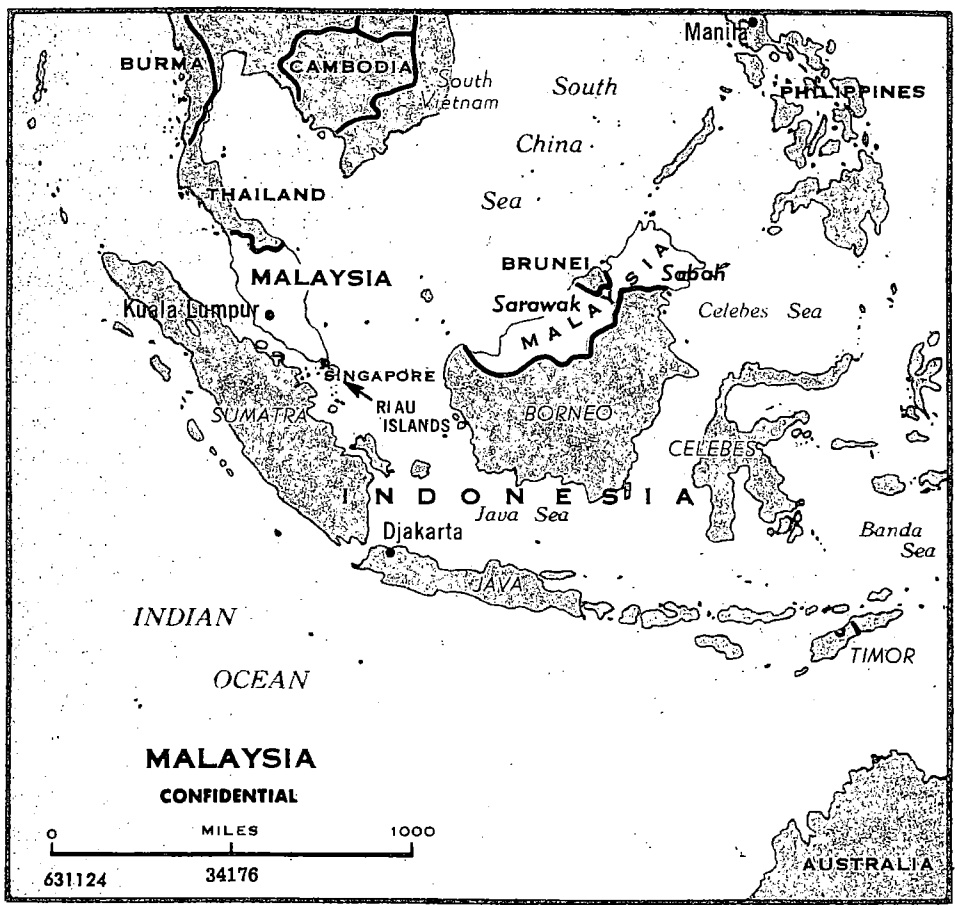 Manila
BURMA
CAMBODIA
South
Vietnam
South
China
Sea
PHILIPPINES
THAILAND
MALAYSIA
BRUNEI
MALAYSIA
Sabah
Sarawak
Kuala Lumpur
Celebes Sea
SINGAPORE
RIAU
ISLANDS
SUMATRA
BORNEO
CELEBES
INDONESIA
Java Sea
Djakarta
Banda
Sea
JAVA
INDIAN
OCEAN
TIMOR
MALAYSIA
CONFIDENTIAL
0 MILES 1000
631124 34176
AUSTRALIA